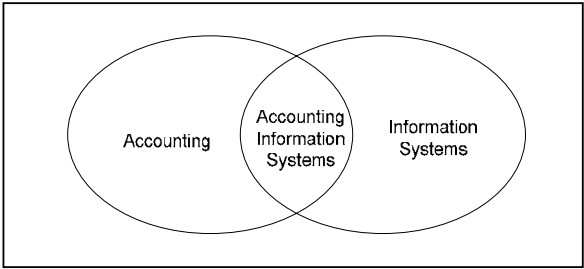 Accounting
Accounting
Information
Systems
Information
Systems